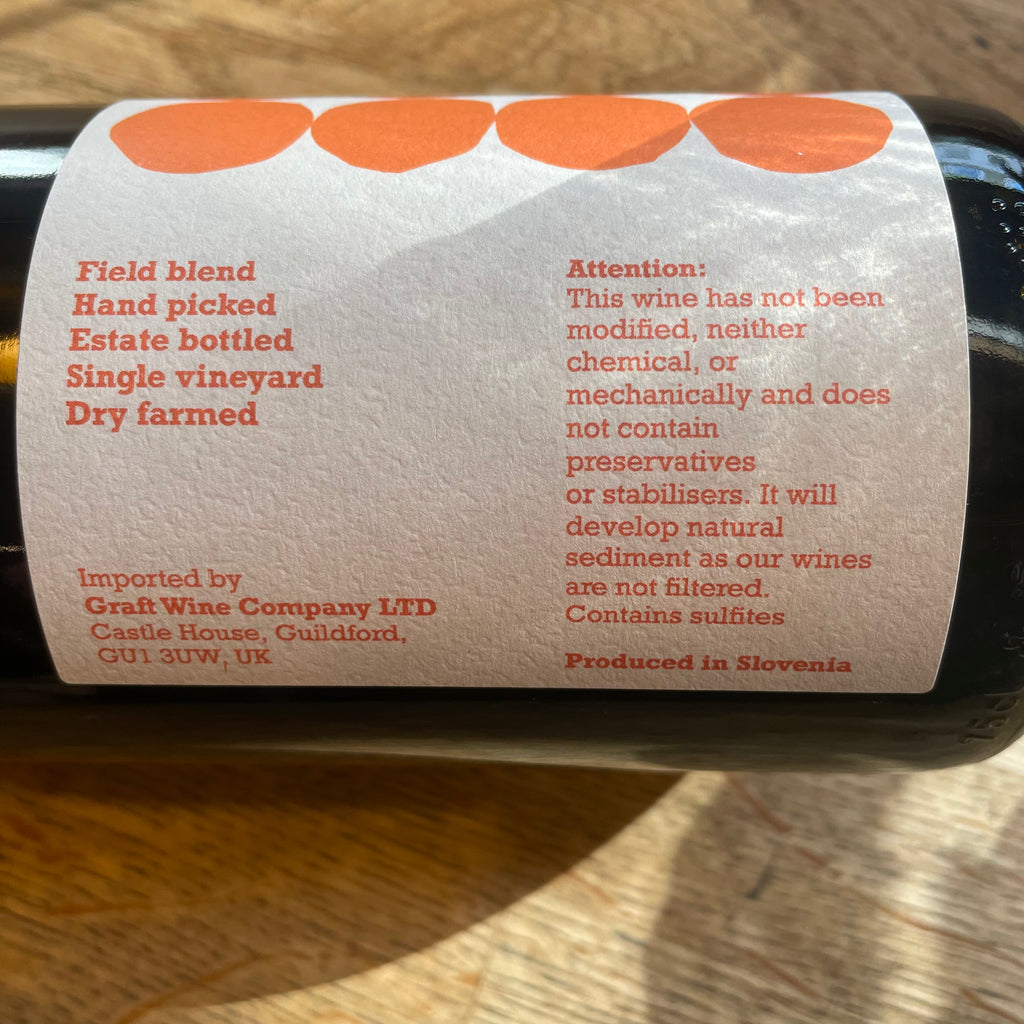 Field blend
Hand picked
Estate bottled
Single vineyard
Dry farmed
Imported by
Graft Wine Company LTD
Castle House, Guildford,
GU1 3UW, UK
Attention:
This wine has not been
modified, neither
chemical, or
mechanically and does
not contain
preservatives
or stabilisers. It will
develop natural
sediment as our wines
are not filtered.
Contains sulfites
Produced in Slovenia
75cl